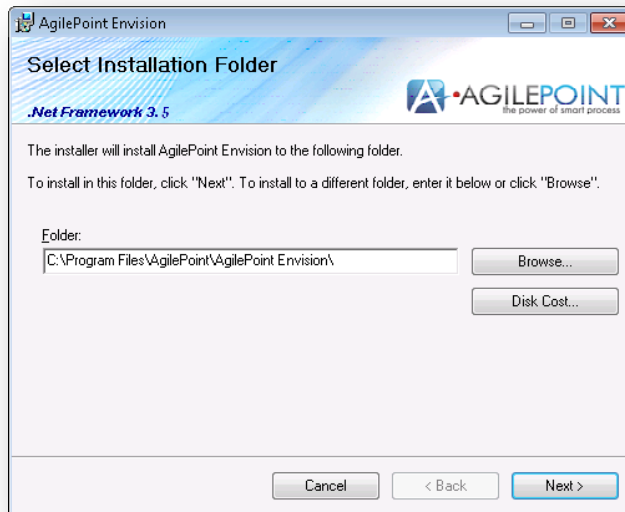 AgilePoint Envision
Select Installation Folder
AGILEPOINT
the power of smart process
.Net Framework 3. 5
The installer will install AgilePoint Envision to the following folder.
To install in this folder, click "Next". To install to a different folder, enter it below or click "Browse".
Folder:
C:\Program Files\AgilePoint\AgilePoint Envision\
Browse...
Disk Cost...
Cancel
< Back
Next >